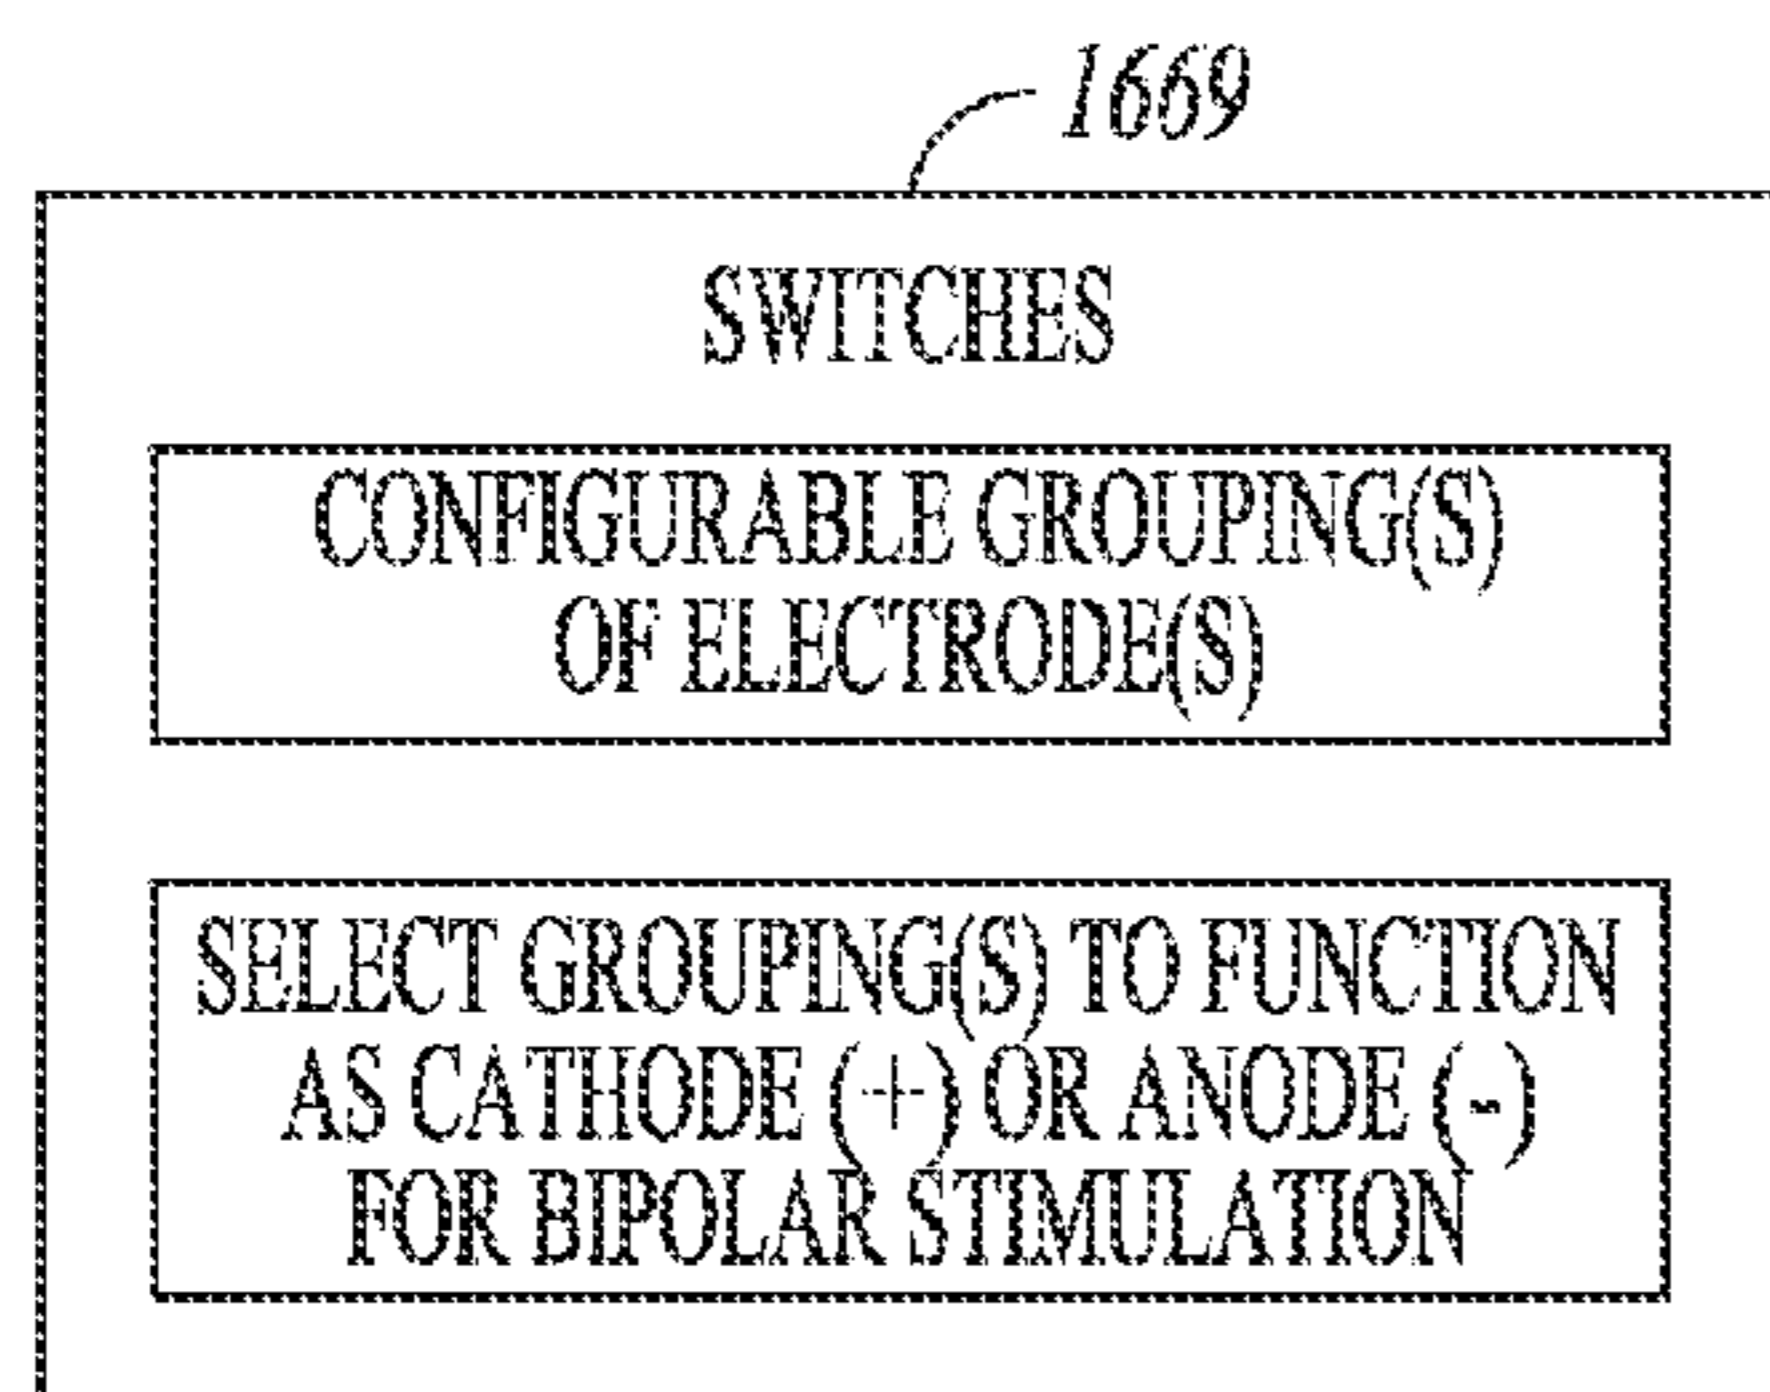 1669
SWITCHES
CONFIGURABLE GROUPING(S)
OF ELECTRODE(S)
SELECT GROUPING(S) TO FUNCTION
AS CATHODE (+) OR ANODE (-)
FOR BIPOLAR STIMULATION